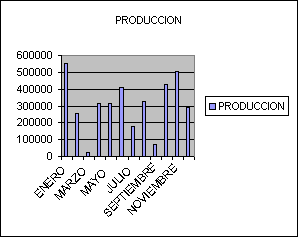 PRODUCCION
600000
500000
400000
300000
200000
100000
0
PRODUCCION
ENERO
MARZO
MAYO
JULIO
SEPTIEMBRE
NOVIEMBRE